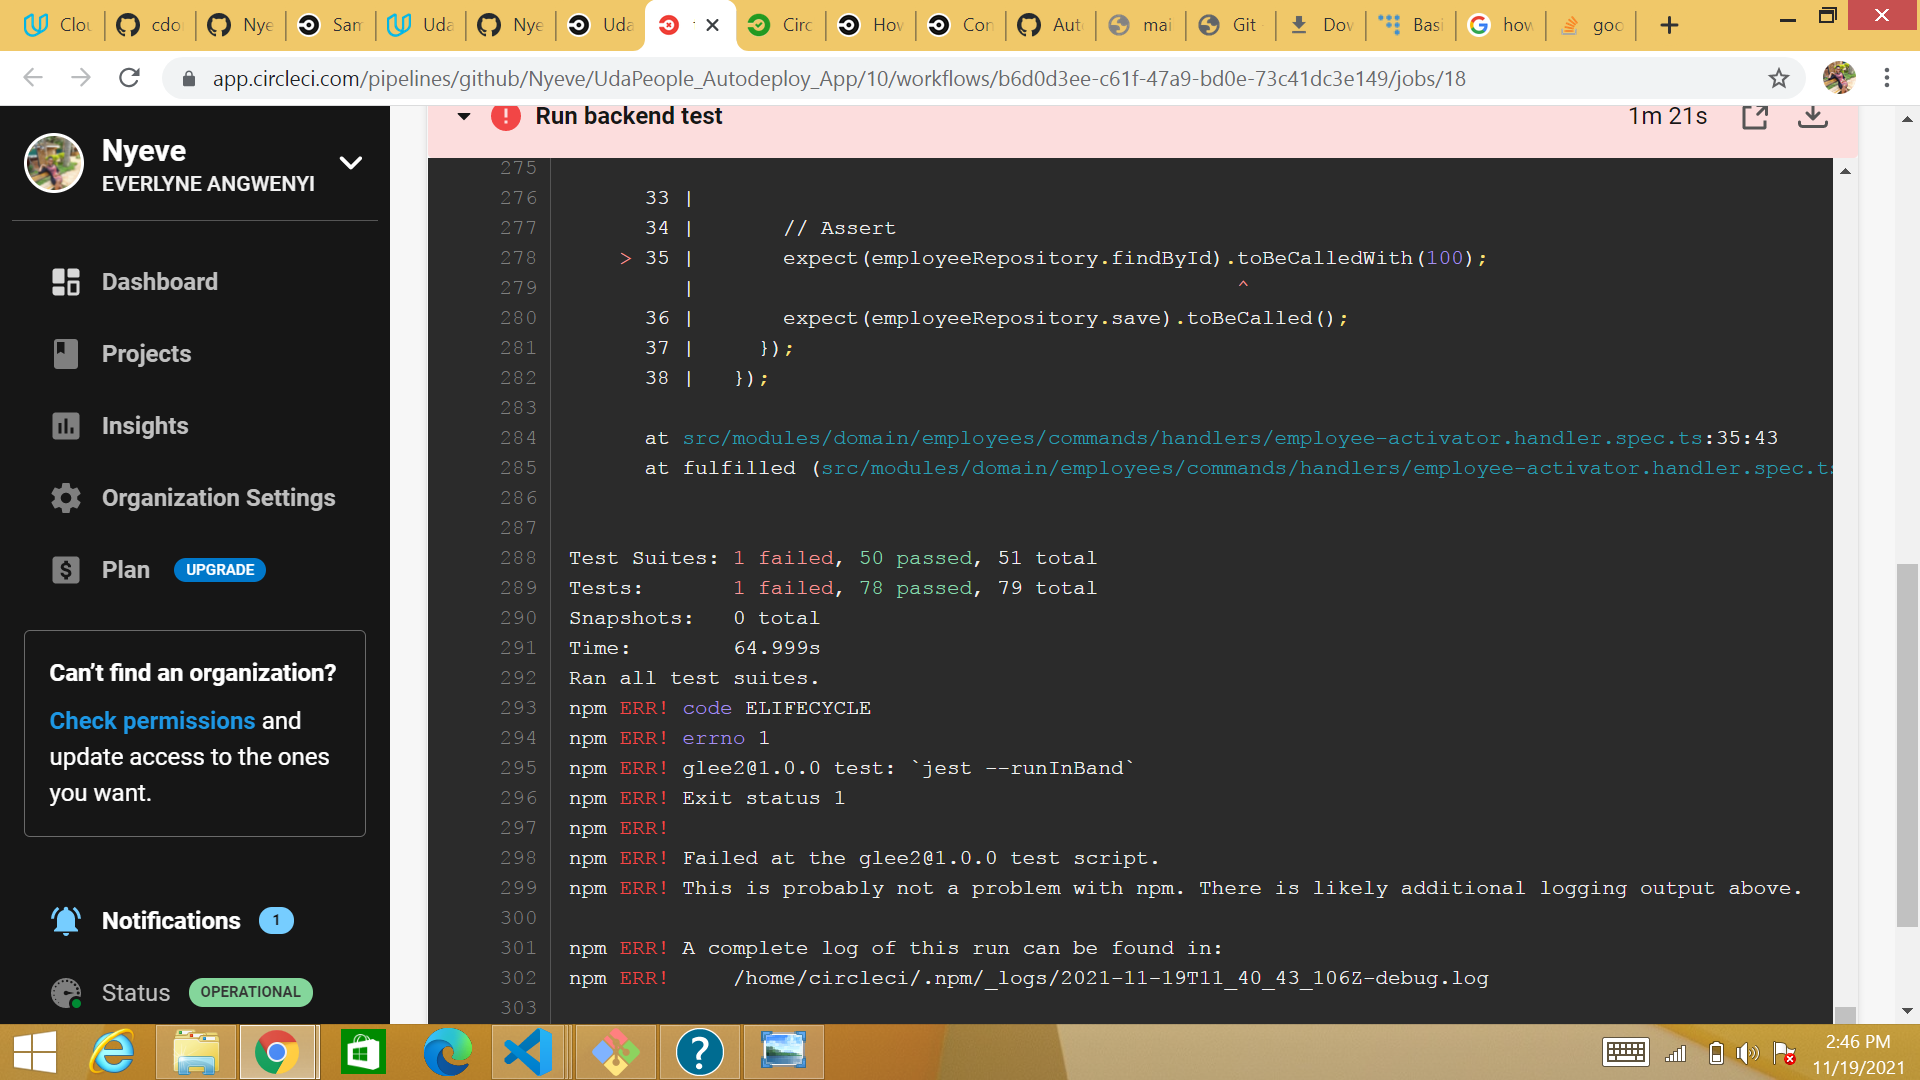 Clou
cdo
Nye
Sam
Uda
Nye
Uda
Circ
How
Con
Aut
mai
Git
Dov
Basi
how
goo
app.circleci.com/pipelines/github/Nyeve/UdaPeople_Autodeploy_App/10/workflows/b6d0d3ee-c61f-47a9-bd0e-73c41dc3e149/jobs/18
Nyeve
EVERLYNE ANGWENYI
Dashboard
Projects
Insights
Organization Settings
Plan UPGRADE
Can't find an organization?
Check permissions and
update access to the ones
you want.
Notifications 1
Status OPERATIONAL
Run backend test 1m 21s
275
276 33 |
277 34 | // Assert
278 > 35 | expect(employeeRepository.findById).toBeCalledWith(100);
279 | ^
280 36 | expect(employeeRepository.save).toBeCalled();
281 37 | });
282 38 | });
283
284 at src/modules/domain/employees/commands/handlers/employee-activator.handler.spec.ts:35:43
285 at fulfilled (src/modules/domain/employees/commands/handlers/employee-activator.handler.spec.ts
286
287
288 Test Suites: 1 failed, 50 passed, 51 total
289 Tests: 1 failed, 78 passed, 79 total
290 Snapshots: 0 total
291 Time: 64.999s
292 Ran all test suites.
293 npm ERR! code ELIFECYCLE
294 npm ERR! errno 1
295 npm ERR! glee2@1.0.0 test: `jest --runInBand`
296 npm ERR! Exit status 1
297 npm ERR!
298 npm ERR! Failed at the glee2@1.0.0 test script.
299 npm ERR! This is probably not a problem with npm. There is likely additional logging output above.
300
301 npm ERR! A complete log of this run can be found in:
302 npm ERR! /home/circleci/.npm/_logs/2021-11-19T11_40_43_106Z-debug.log
303
2:46 PM
11/19/2021